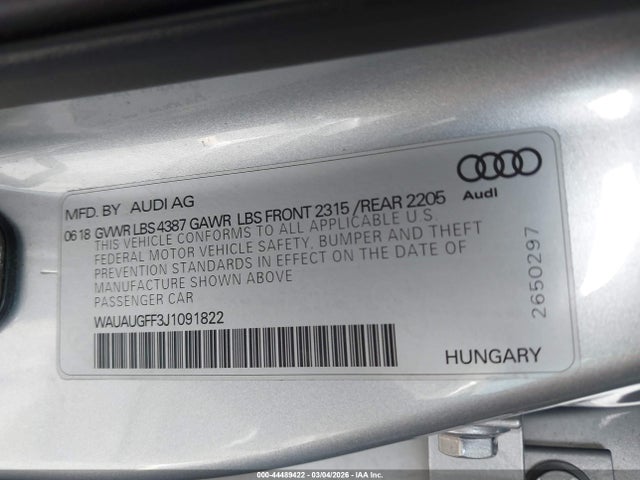 MFD. BY AUDI AG
Audi
06 18 GVWR LBS 4387 GAWR LBS FRONT 2315 /REAR 2205
THIS VEHICLE CONFORMS TO ALL APPLICABLE U.S.
FEDERAL MOTOR VEHICLE SAFETY, BUMPER AND THEFT
PREVENTION STANDARDS IN EFFECT ON THE DATE OF
MANUFACTURE SHOWN ABOVE
PASSENGER CAR
WAUAUGFF3J1091822
2650297
HUNGARY
000-44489422 | 03/04/2026 - IAA Inc.